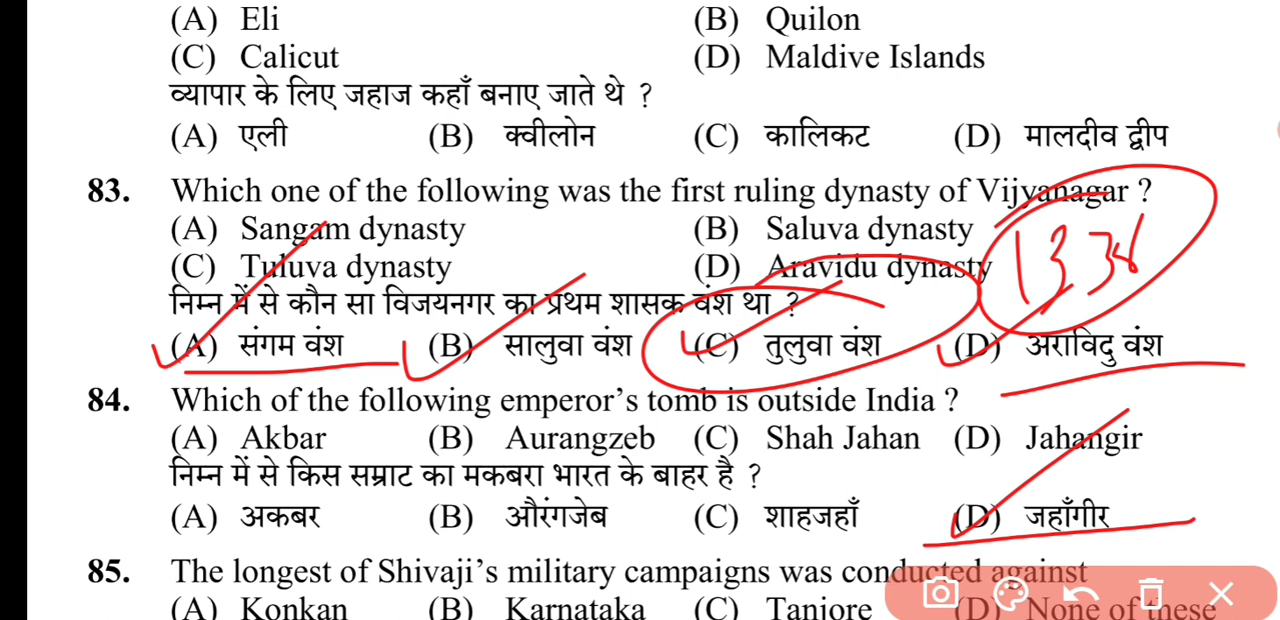 (A) Eli (B) Quilon
(C) Calicut (D) Maldive Islands
व्यापार के लिए जहाज कहाँ बनाए जाते थे ?
(A) एली (B) क्वीलोन (C) कालिकट (D) मालदीव द्वीप
83. Which one of the following was the first ruling dynasty of Vijyanagar ?
(A) Sangam dynasty (B) Saluva dynasty
(C) Tuluva dynasty (D) Aravidu dynasty
1336
निम्न में से कौन सा विजयनगर का प्रथम शासक वंश था ?
(A) संगम वंश (B) सालुवा वंश (C) तुलुवा वंश (D) अराविदु वंश
84. Which of the following emperor’s tomb is outside India ?
(A) Akbar (B) Aurangzeb (C) Shah Jahan (D) Jahangir
निम्न में से किस सम्राट का मकबरा भारत के बाहर है ?
(A) अकबर (B) औरंगजेब (C) शाहजहाँ (D) जहाँगीर
85. The longest of Shivaji’s military campaigns was conducted against
(A) Konkan (B) Karnataka (C) Tanjore (D) None of these